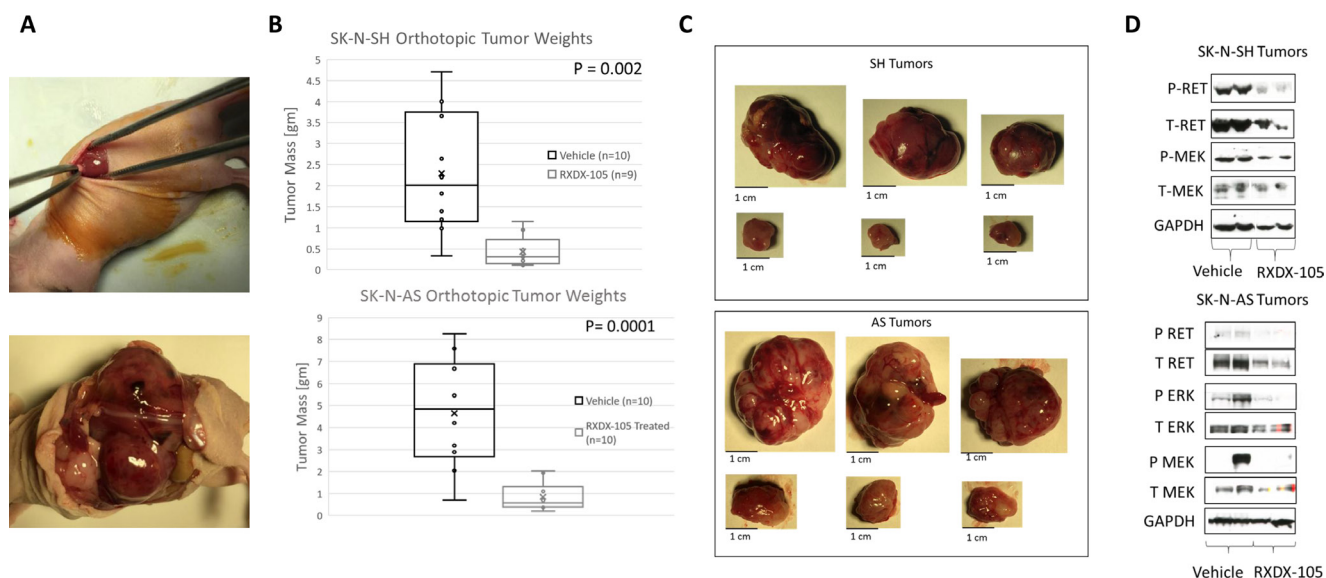 A
B
SK-N-SH Orthotopic Tumor Weights
P = 0.002
5
4.5
4
3.5
3
2.5
2
1.5
1
0.5
0
Tumor Mass [gm]
Vehicle (n=10)
RXDX-105 (n=9)
SK-N-AS Orthotopic Tumor Weights
P= 0.0001
9
8
7
6
5
4
3
2
1
0
Tumor Mass [gm]
Vehicle (n=10)
RXDX-105 Treated
(n=10)
C
SH Tumors
1 cm
1 cm
1 cm
1 cm
1 cm
1 cm
AS Tumors
1 cm
1 cm
1 cm
1 cm
1 cm
1 cm
D
SK-N-SH Tumors
P-RET
T-RET
P-MEK
T-MEK
GAPDH
Vehicle RXDX-105
SK-N-AS Tumors
P RET
T RET
P ERK
T ERK
P MEK
T MEK
GAPDH
Vehicle RXDX-105